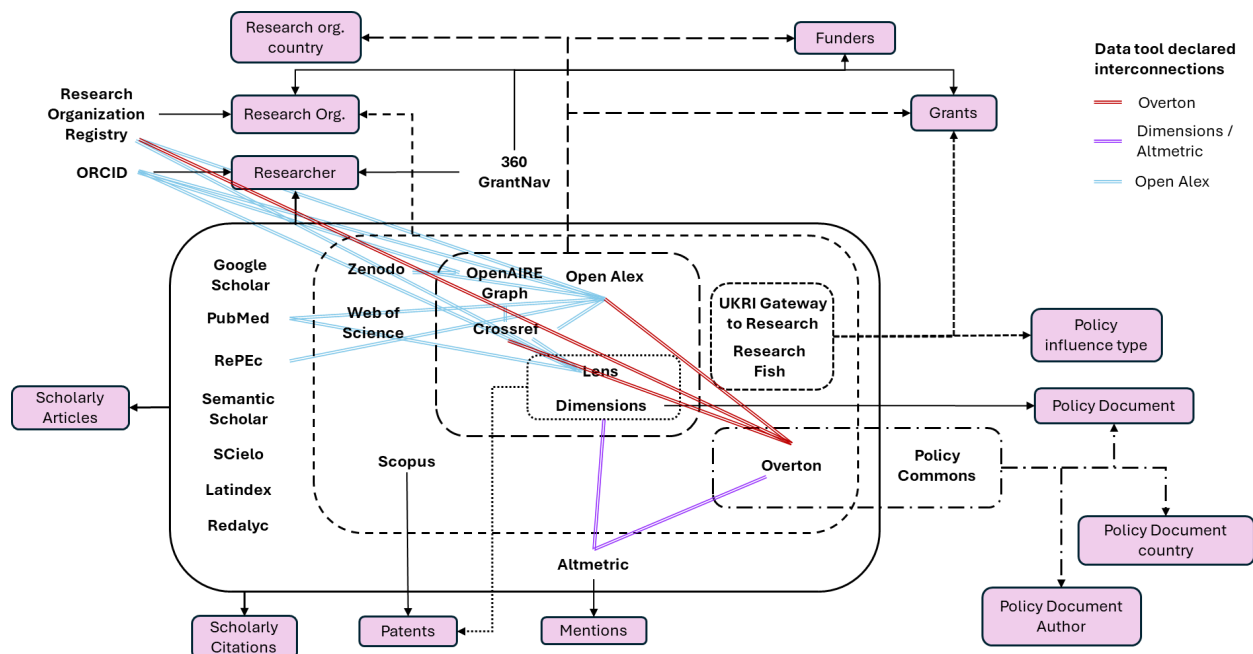 Research org.
country
Funders
Data tool declared
interconnections
Overton
Dimensions /
Altmetric
Open Alex
Research
Organization
Registry
Research Org.
Grants
ORCID
Researcher
360
GrantNav
Google
Scholar
Zenodo
OpenAIRE
Graph
Open Alex
PubMed
Web of
Science
Crossref
UKRI Gateway
to Research
Research
Fish
Policy
influence type
RePEc
Lens
Dimensions
Scholarly
Articles
Semantic
Scholar
Policy Document
SCielo
Scopus
Overton
Policy
Commons
Latindex
Redalyc
Policy Document
country
Altmetric
Scholarly
Citations
Patents
Mentions
Policy Document
Author